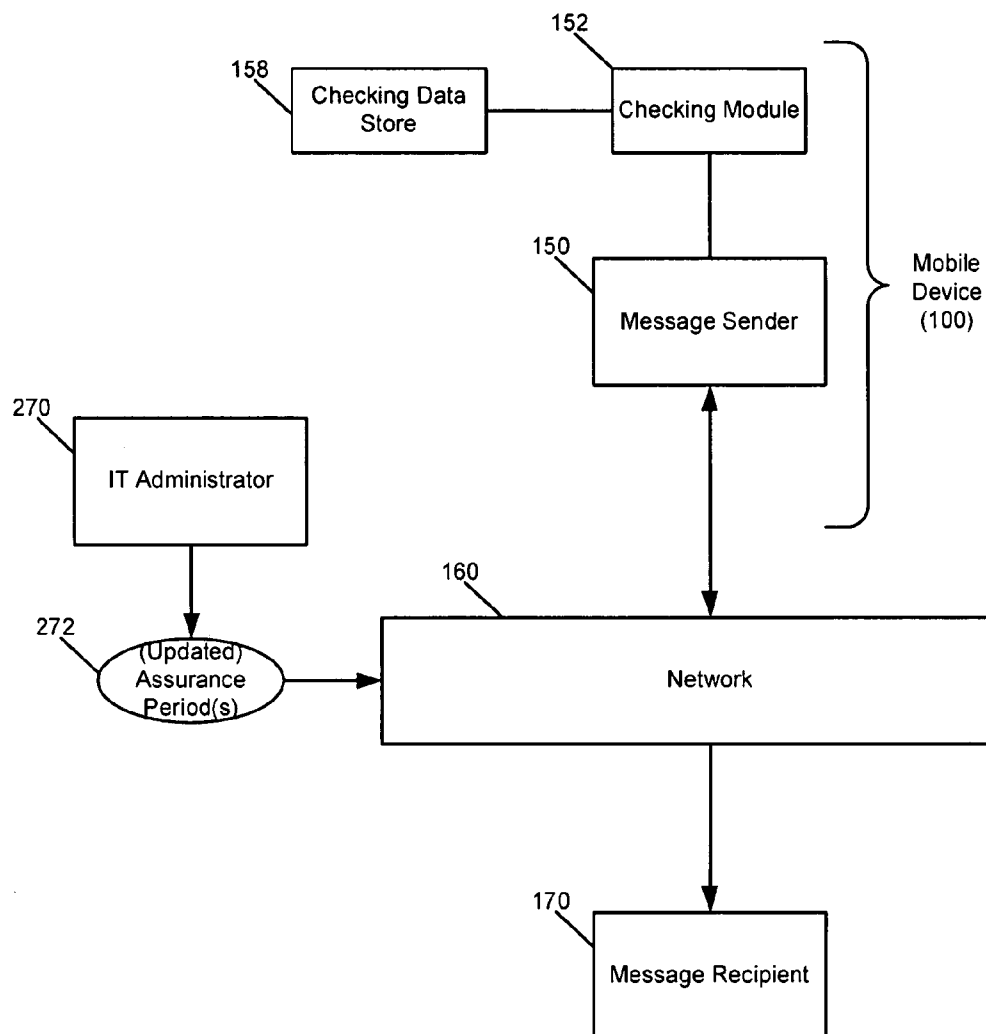 152
158
Checking Data
Store
Checking Module
150
Message Sender
Mobile
Device
(100)
270
IT Administrator
160
272
(Updated)
Assurance
Period(s)
Network
170
Message Recipient